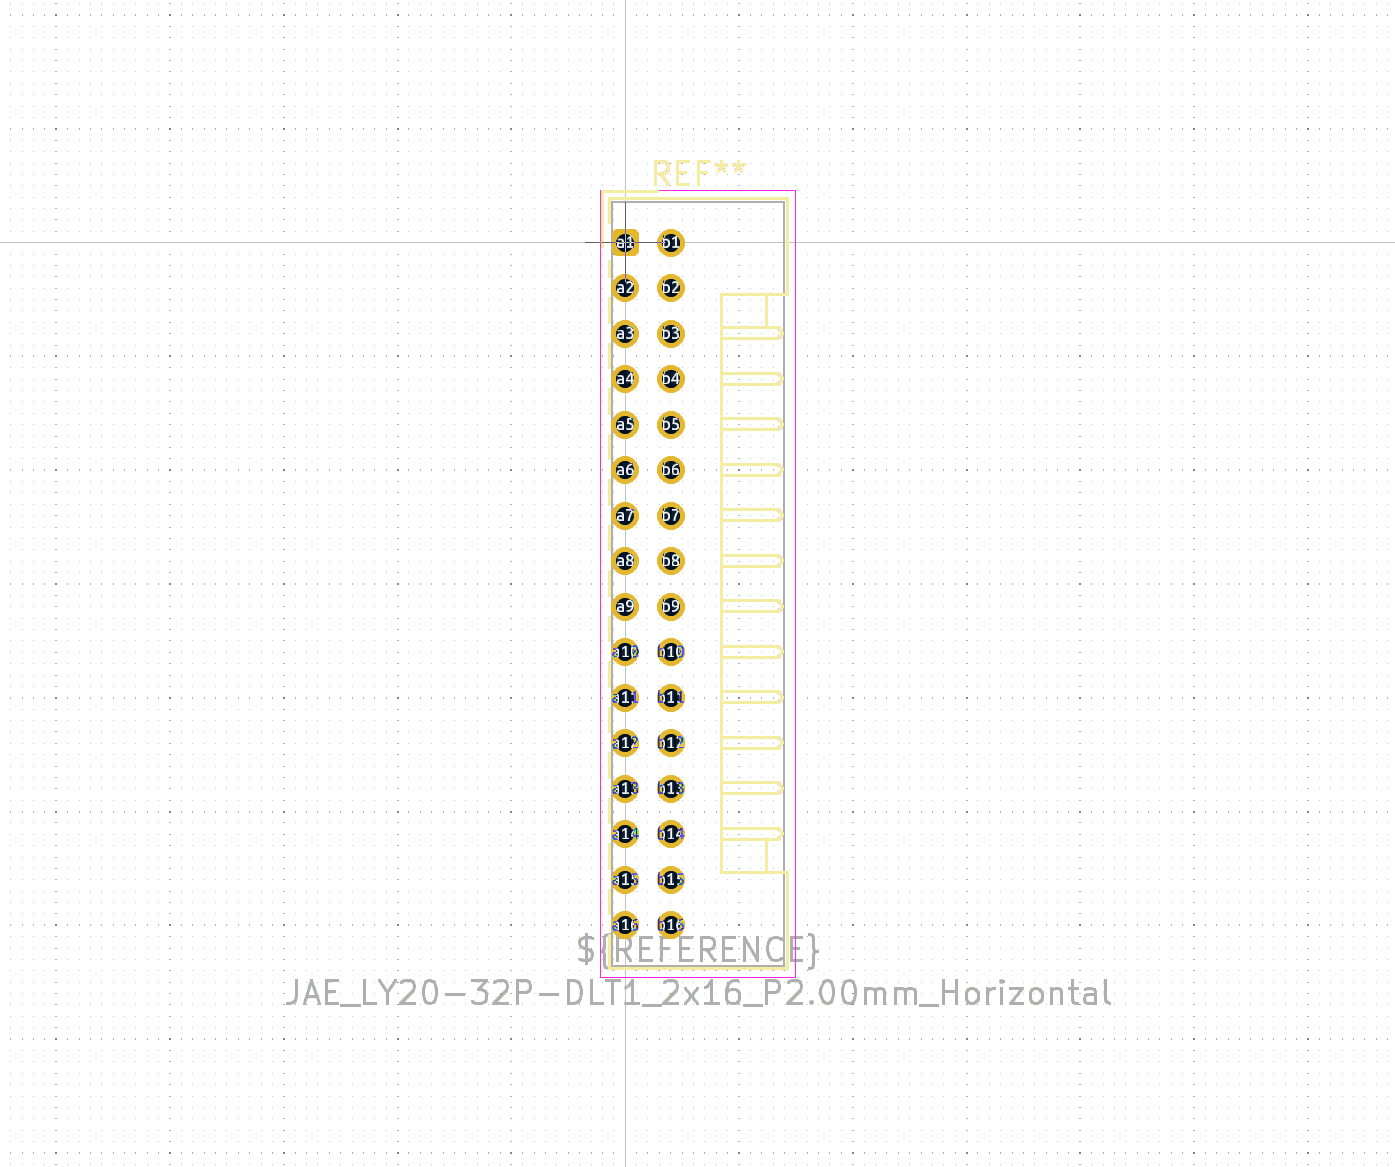 REF**
a1 b1
a2 b2
a3 b3
a4 b4
a5 b5
a6 b6
a7 b7
a8 b8
a9 b9
a10 b10
a11 b11
a12 b12
a13 b13
a14 b14
a15 b15
a16 b16
${REFERENCE}
JAE_LY20-32P-DLT1_2x16_P2.00mm_Horizontal